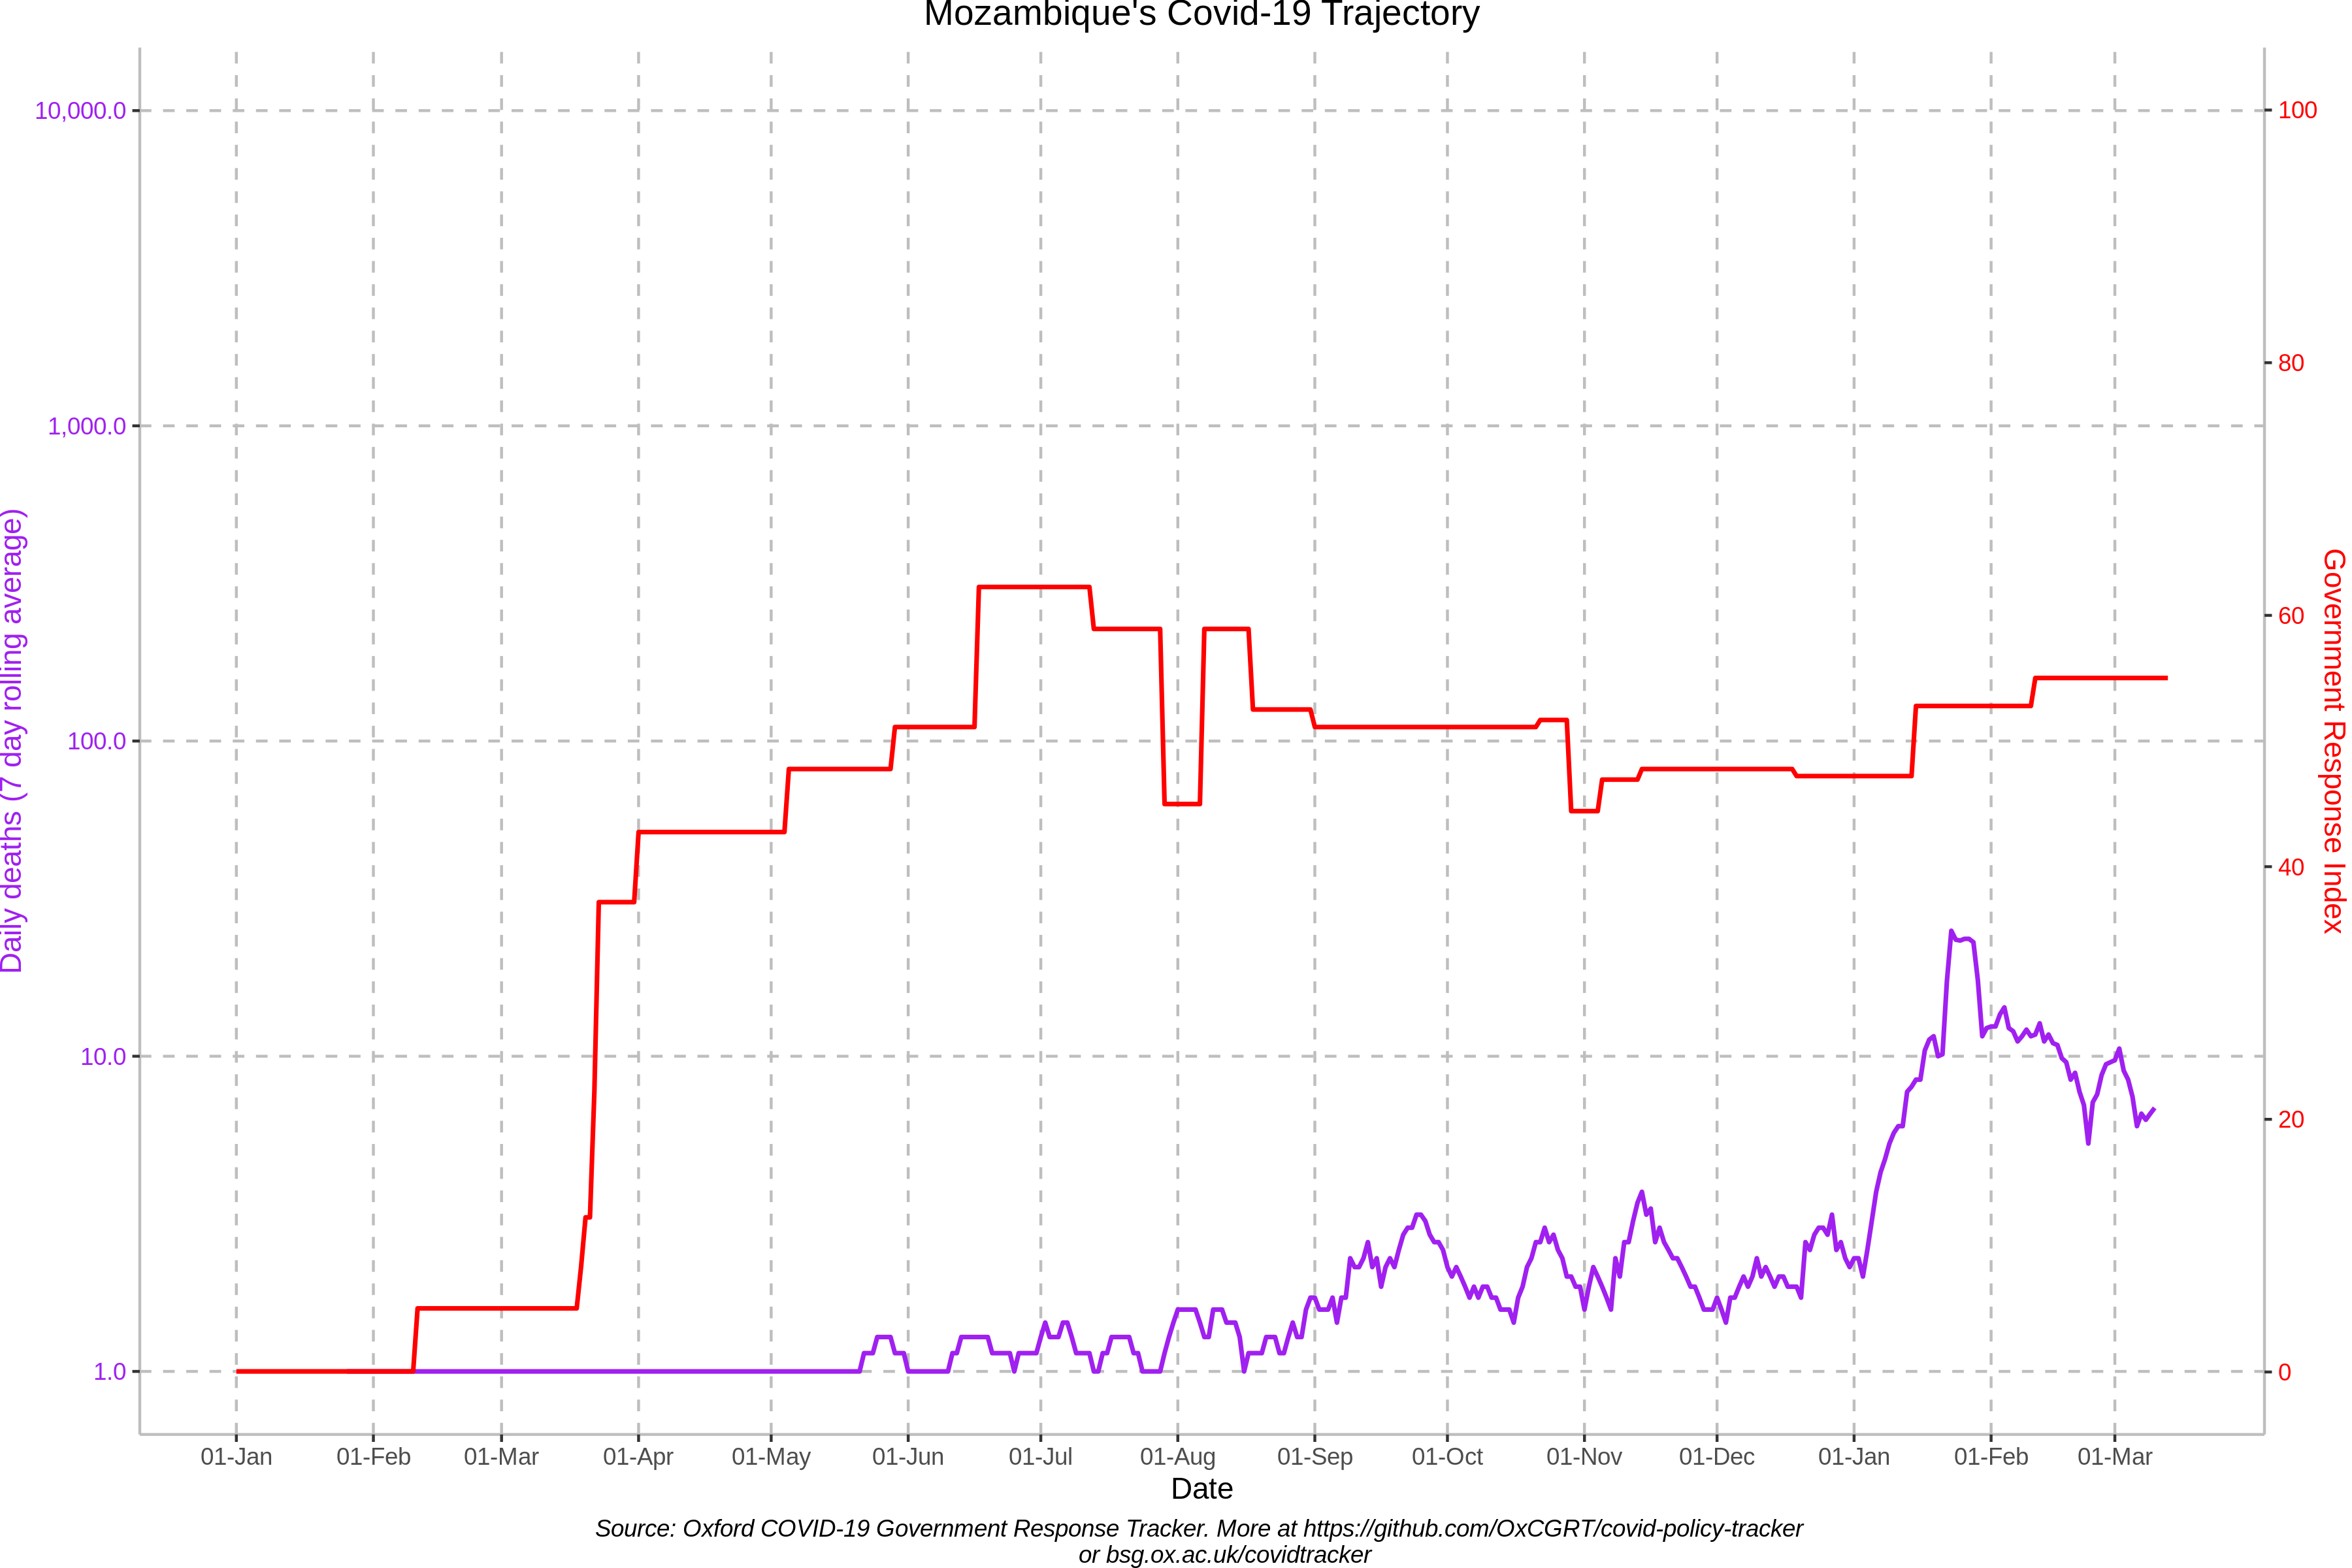 Mozambique's Covid-19 Trajectory
10,000.0
1,000.0
100.0
10.0
1.0
Daily deaths (7 day rolling average)
100
80
60
40
20
0
Government Response Index
01-Jan 01-Feb 01-Mar 01-Apr 01-May 01-Jun 01-Jul 01-Aug 01-Sep 01-Oct 01-Nov 01-Dec 01-Jan 01-Feb 01-Mar
Date
Source: Oxford COVID-19 Government Response Tracker. More at https://github.com/OxCGRT/covid-policy-tracker
or bsg.ox.ac.uk/covidtracker